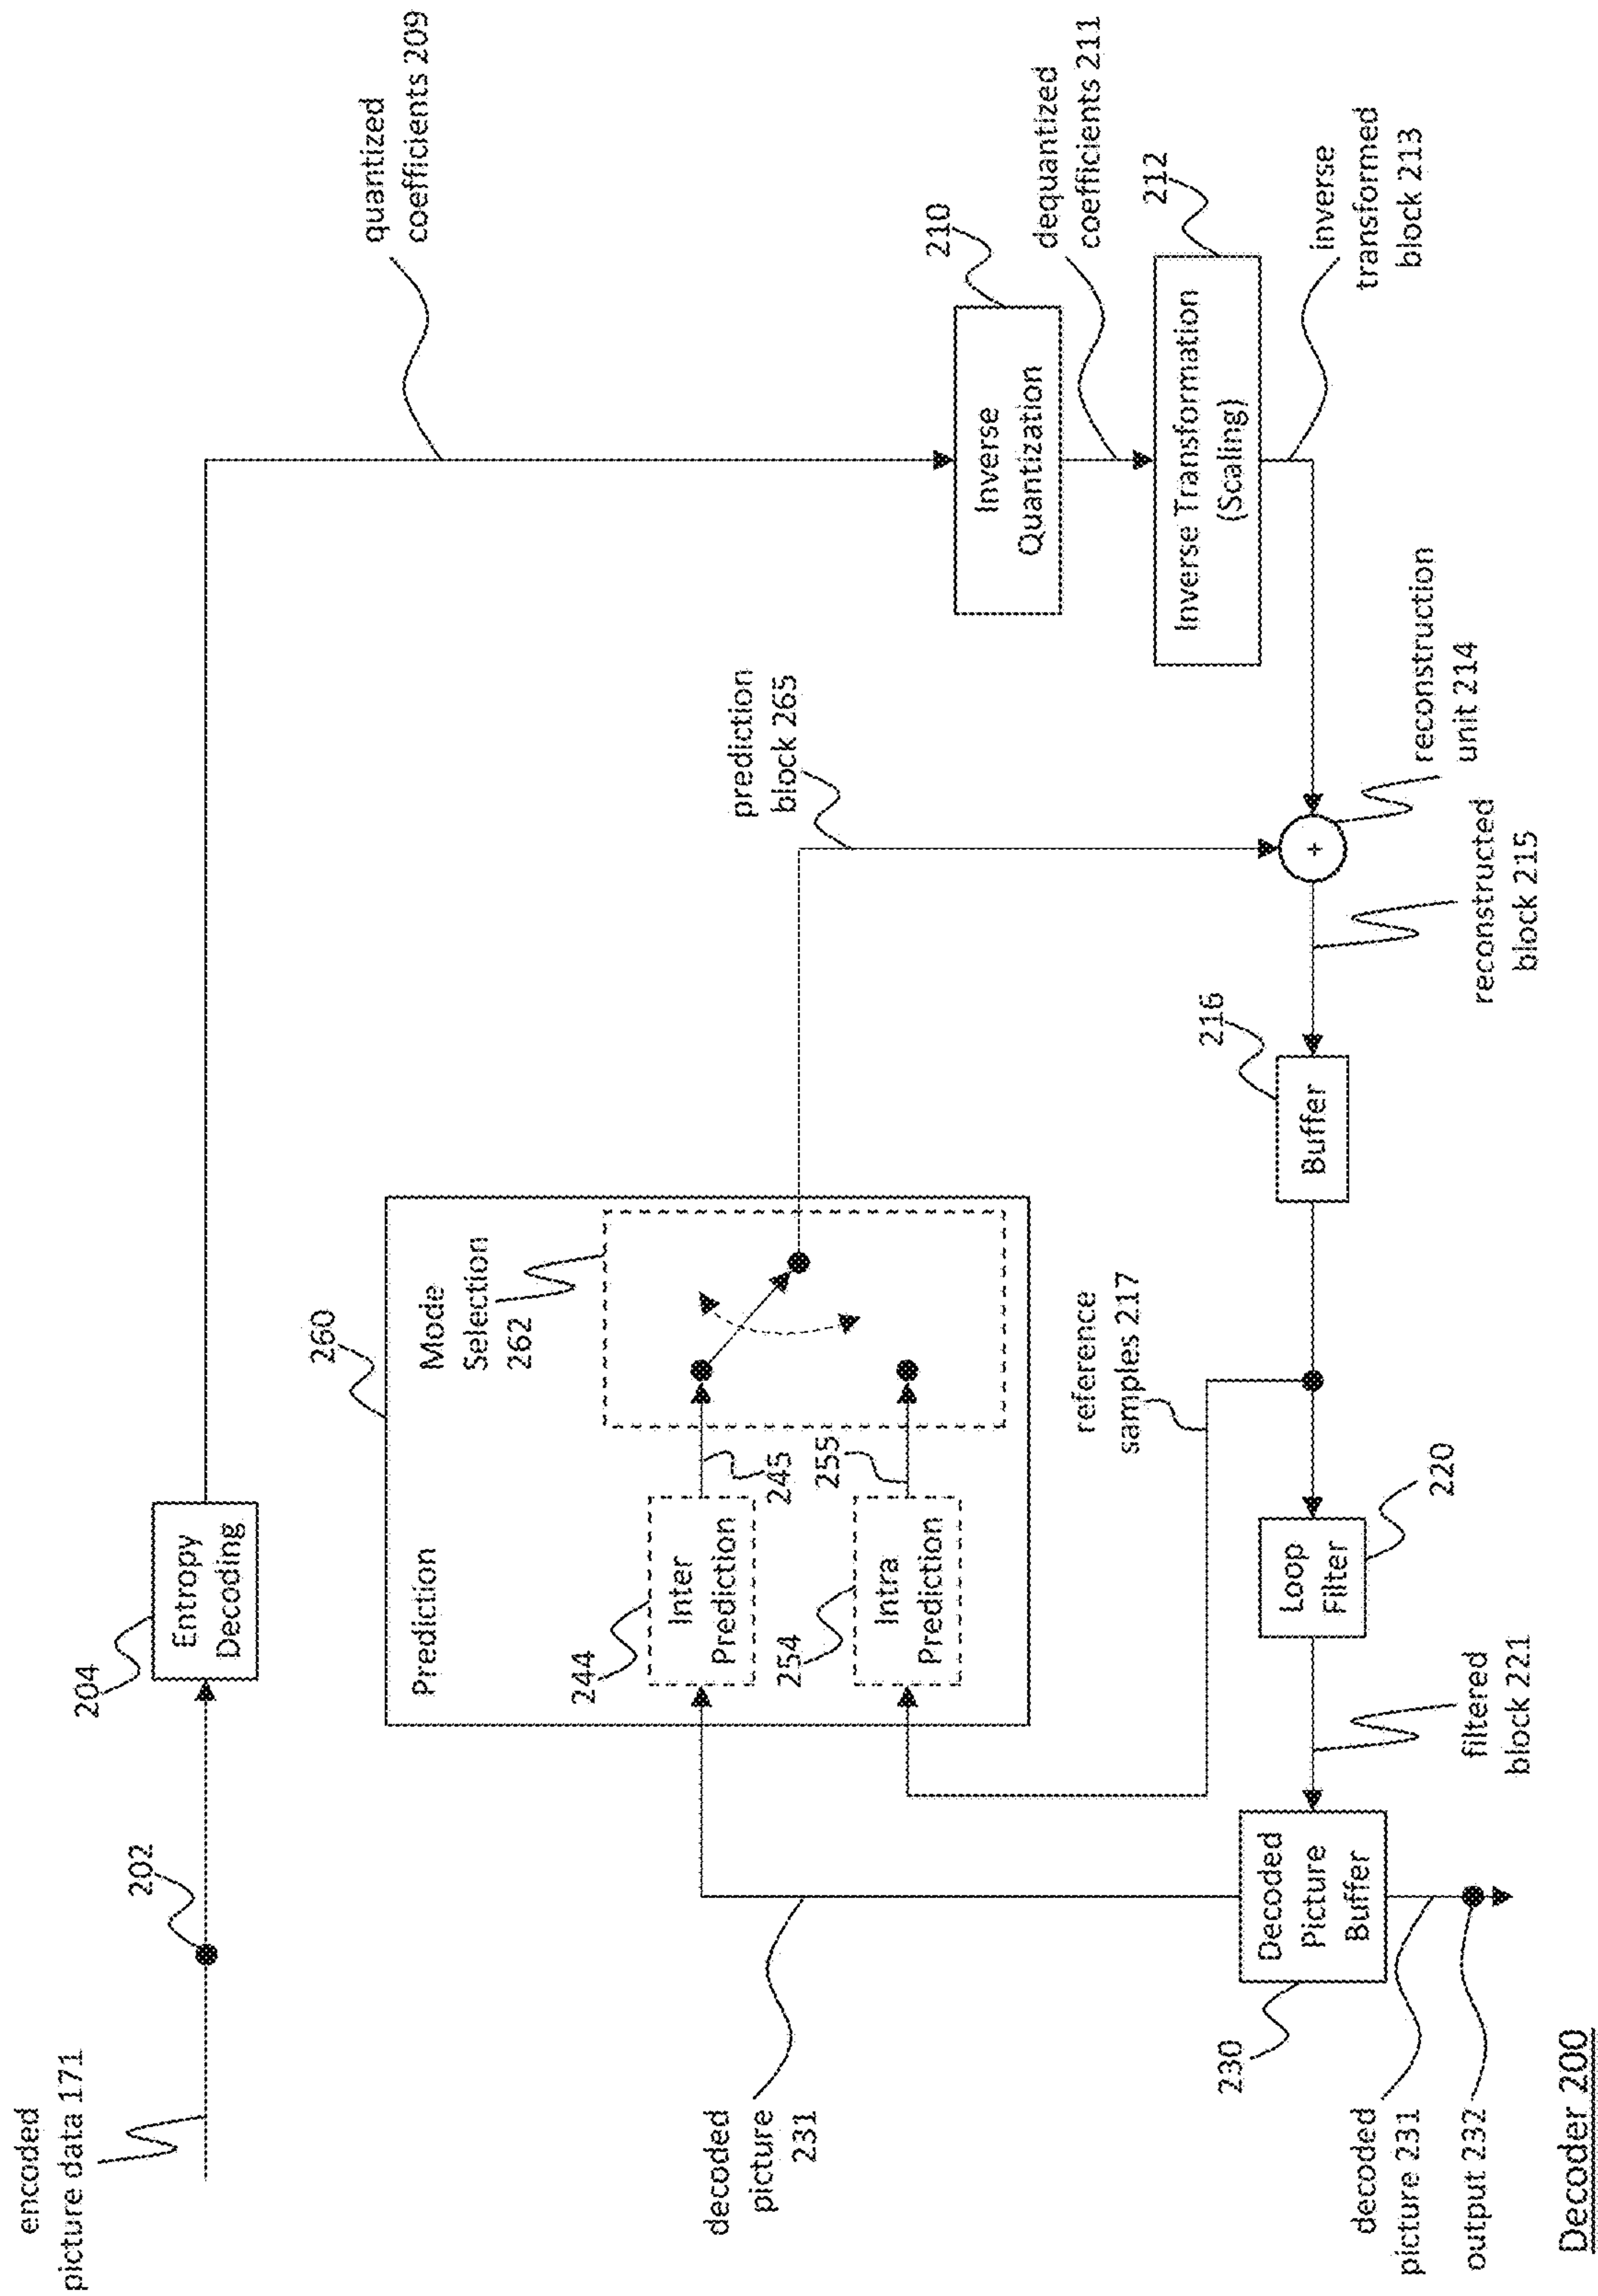 encoded
picture data 171
202
204
Entropy
Decoding
quantized
coefficients 209
260
Prediction
Mode
Selection
262
244
Inter
Prediction
245
254
Intra
Prediction
255
prediction
block 265
210
Inverse
Quantization
dequantized
coefficients 211
212
Inverse Transformation
(Scaling)
inverse
transformed
block 213
decoded
picture
231
reference
samples 217
216
Buffer
+
reconstruction
unit 214
reconstructed
block 215
220
Loop
Filter
filtered
block 221
230
Decoded
Picture
Buffer
decoded
picture 231
output 232
Decoder 200